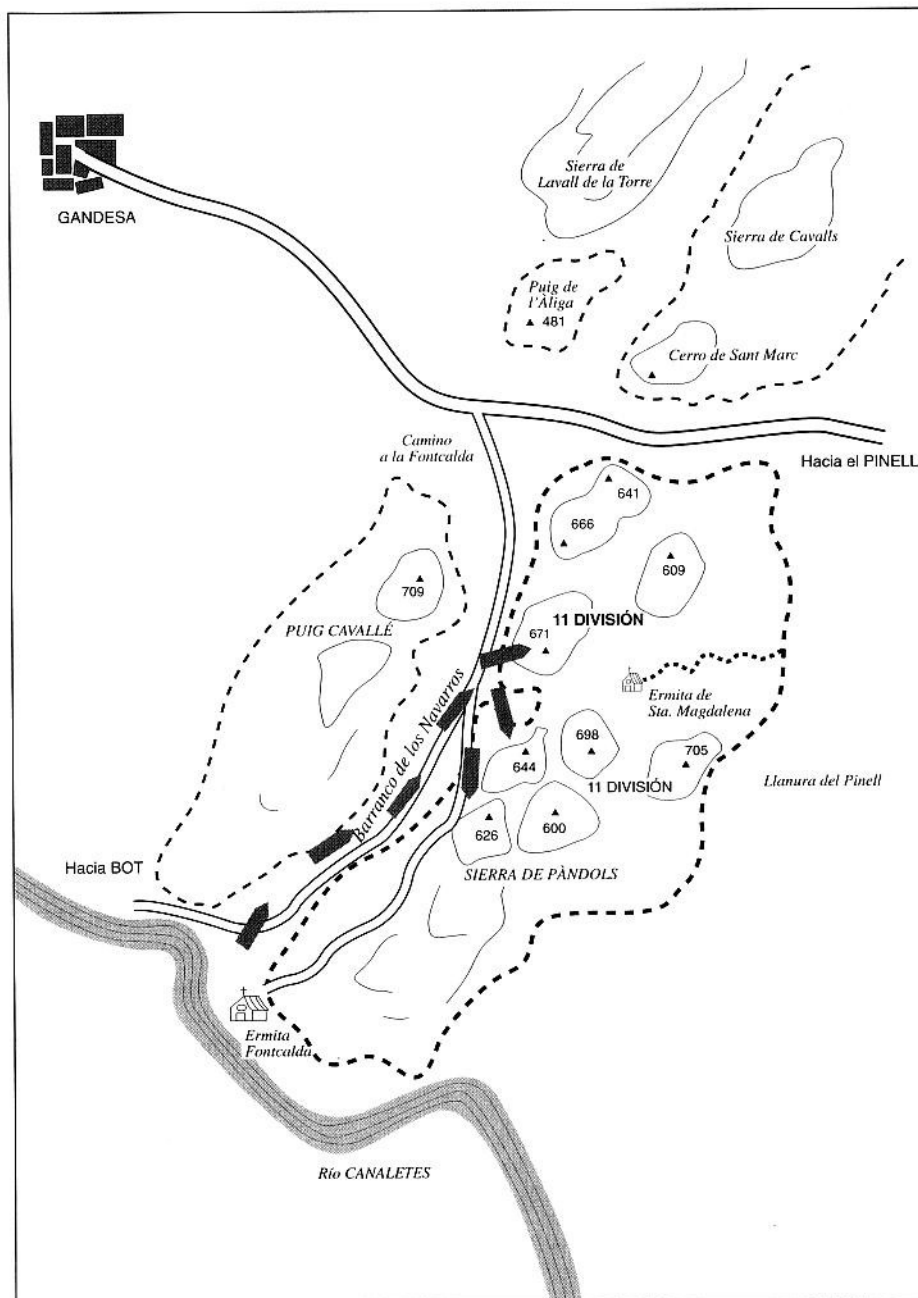 GANDESA
Sierra de
Lavall de la Torre
Sierra de Cavalls
Puig de
l'Àliga
481
Cerro de Sant Marc
Camino
a la Fontcalda
Hacia el PINELL
641
666
609
709
11 DIVISIÓN
671
PUIG CAVALLÉ
Ermita de
Sta. Magdalena
Barranco de los Navarros
698
705
644
11 DIVISIÓN
Llanura del Pinell
626
600
Hacia BOT
SIERRA DE PÀNDOLS
Ermita
Fontcalda
Río CANALETES